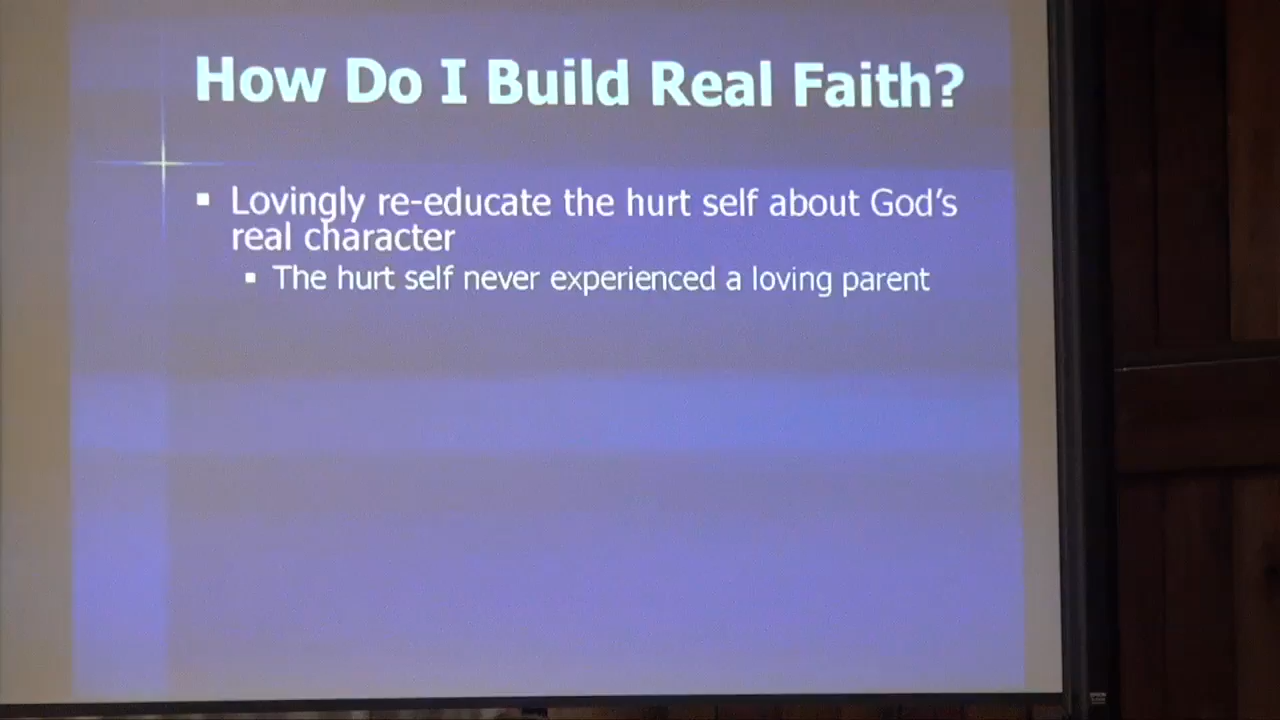 How Do I Build Real Faith?
▪ Lovingly re-educate the hurt self about God’s
real character
▪ The hurt self never experienced a loving parent